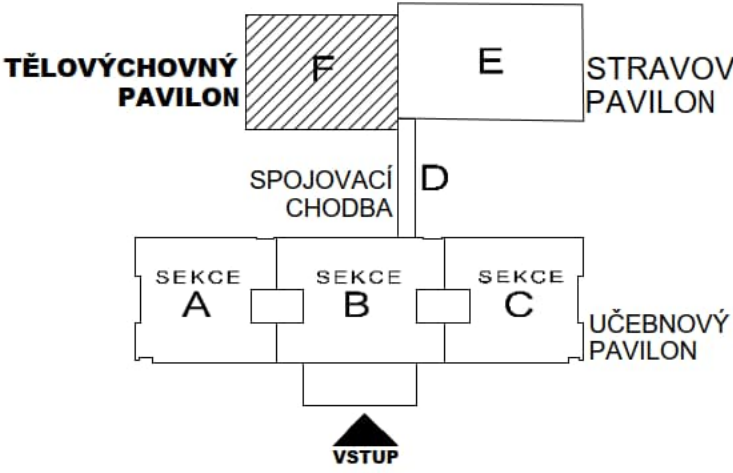 F
E
TĚLOVÝCHOVNÝ
PAVILON
STRAVOV
PAVILON
SPOJOVACÍ
CHODBA
D
SEKCE
A
SEKCE
B
SEKCE
C
UČEBNOVÝ
PAVILON
VSTUP